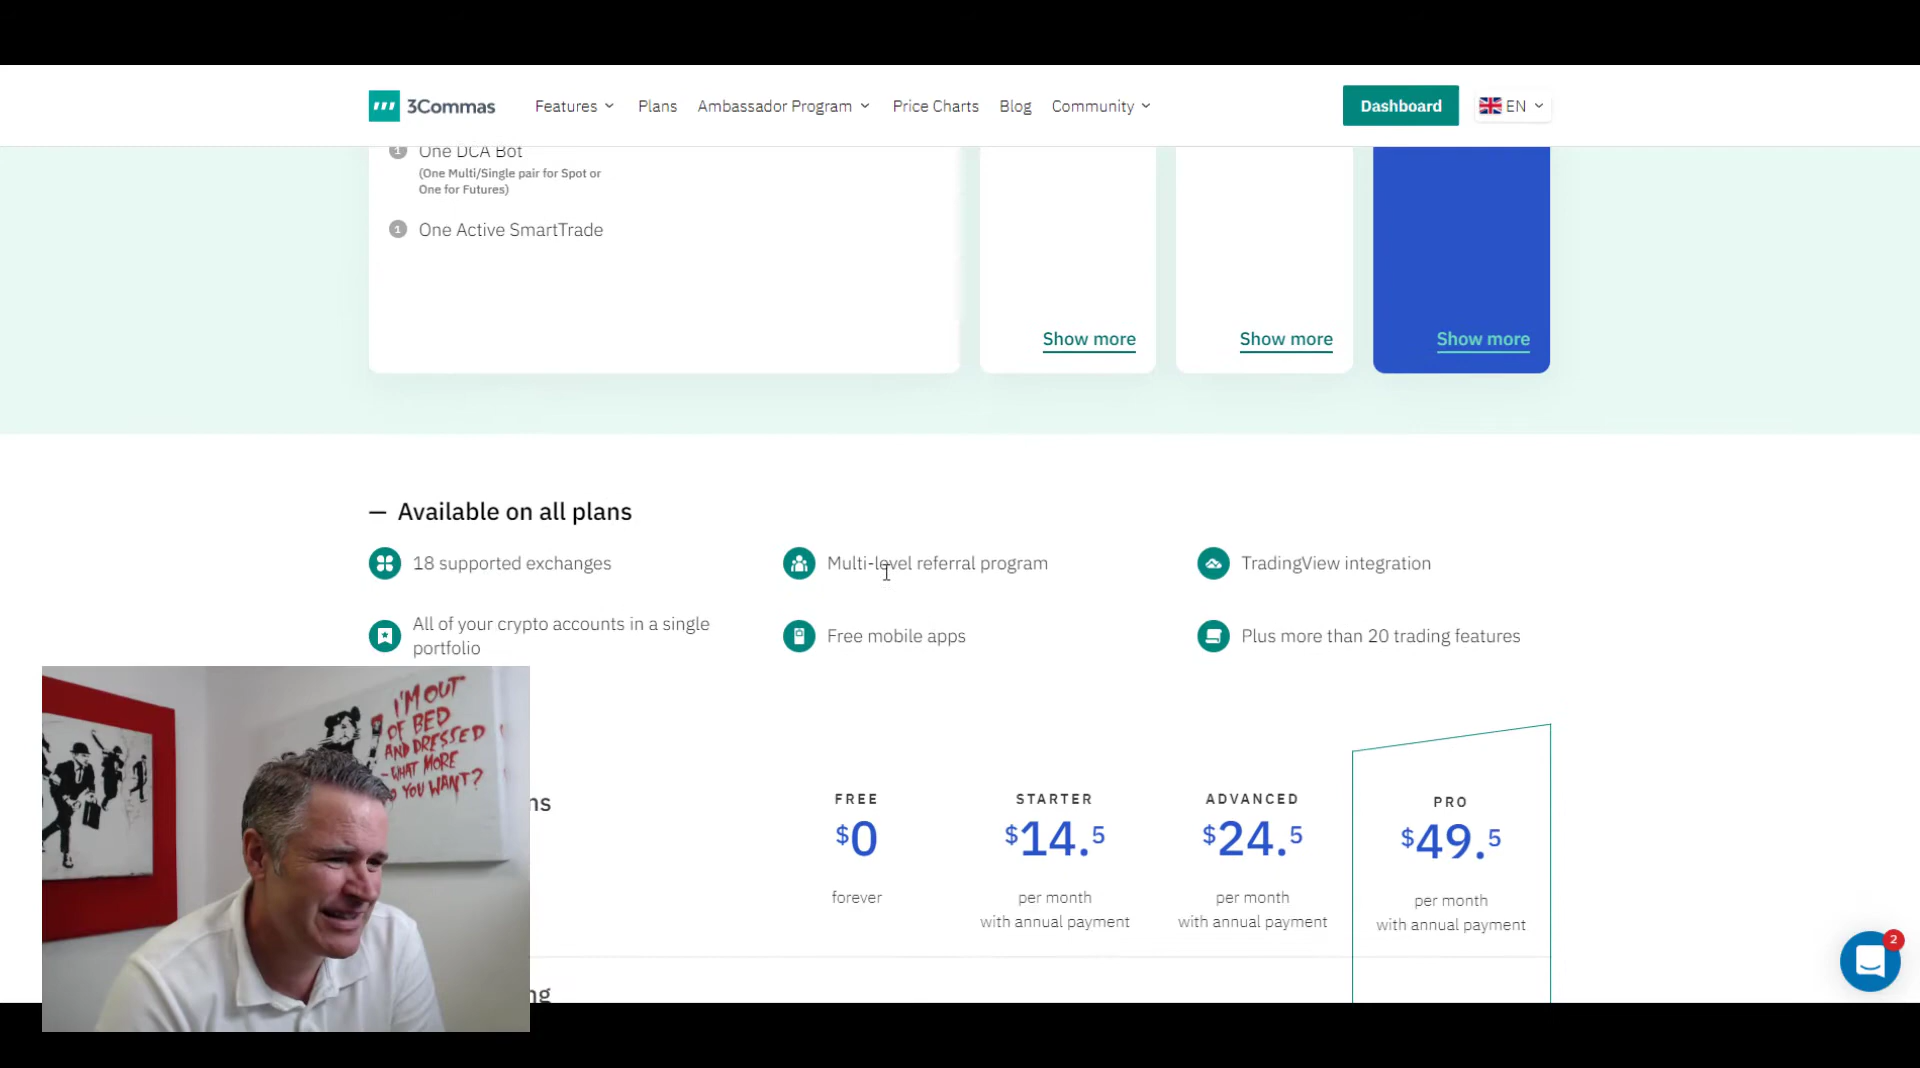 3Commas
Features
Plans
Ambassador Program
Price Charts
Blog
Community
Dashboard
EN
1 One DCA Bot
(One Multi/Single pair for Spot or
One for Futures)
1 One Active SmartTrade
Show more
Show more
Show more
— Available on all plans
18 supported exchanges
Multi-level referral program
TradingView integration
All of your crypto accounts in a single
portfolio
Free mobile apps
Plus more than 20 trading features
I'M OUT
OF BED
AND DRESSED
- WHAT MORE
YOU WANT?
FREE
$0
forever
STARTER
$14.5
per month
with annual payment
ADVANCED
$24.5
per month
with annual payment
PRO
$49.5
per month
with annual payment
2